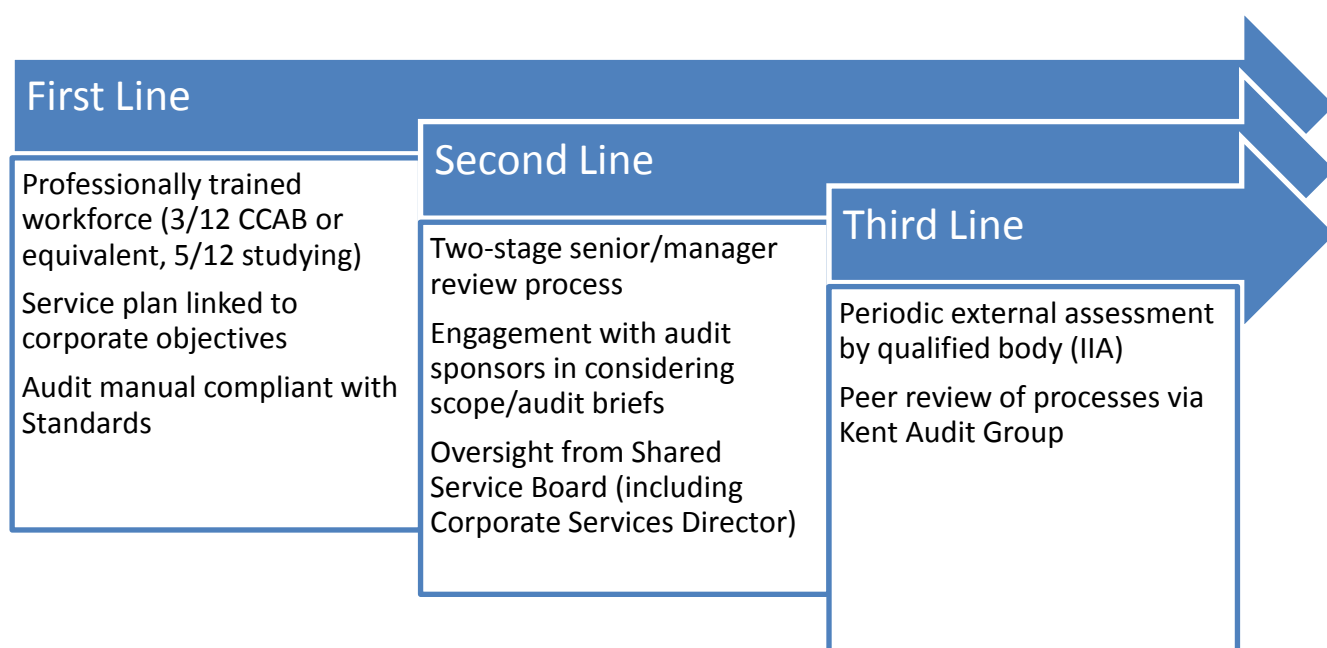 First Line
Professionally trained
workforce (3/12 CCAB or
equivalent, 5/12 studying)
Service plan linked to
corporate objectives
Audit manual compliant with
Standards
Second Line
Two-stage senior/manager
review process
Engagement with audit
sponsors in considering
scope/audit briefs
Oversight from Shared
Service Board (including
Corporate Services Director)
Third Line
Periodic external assessment
by qualified body (IIA)
Peer review of processes via
Kent Audit Group